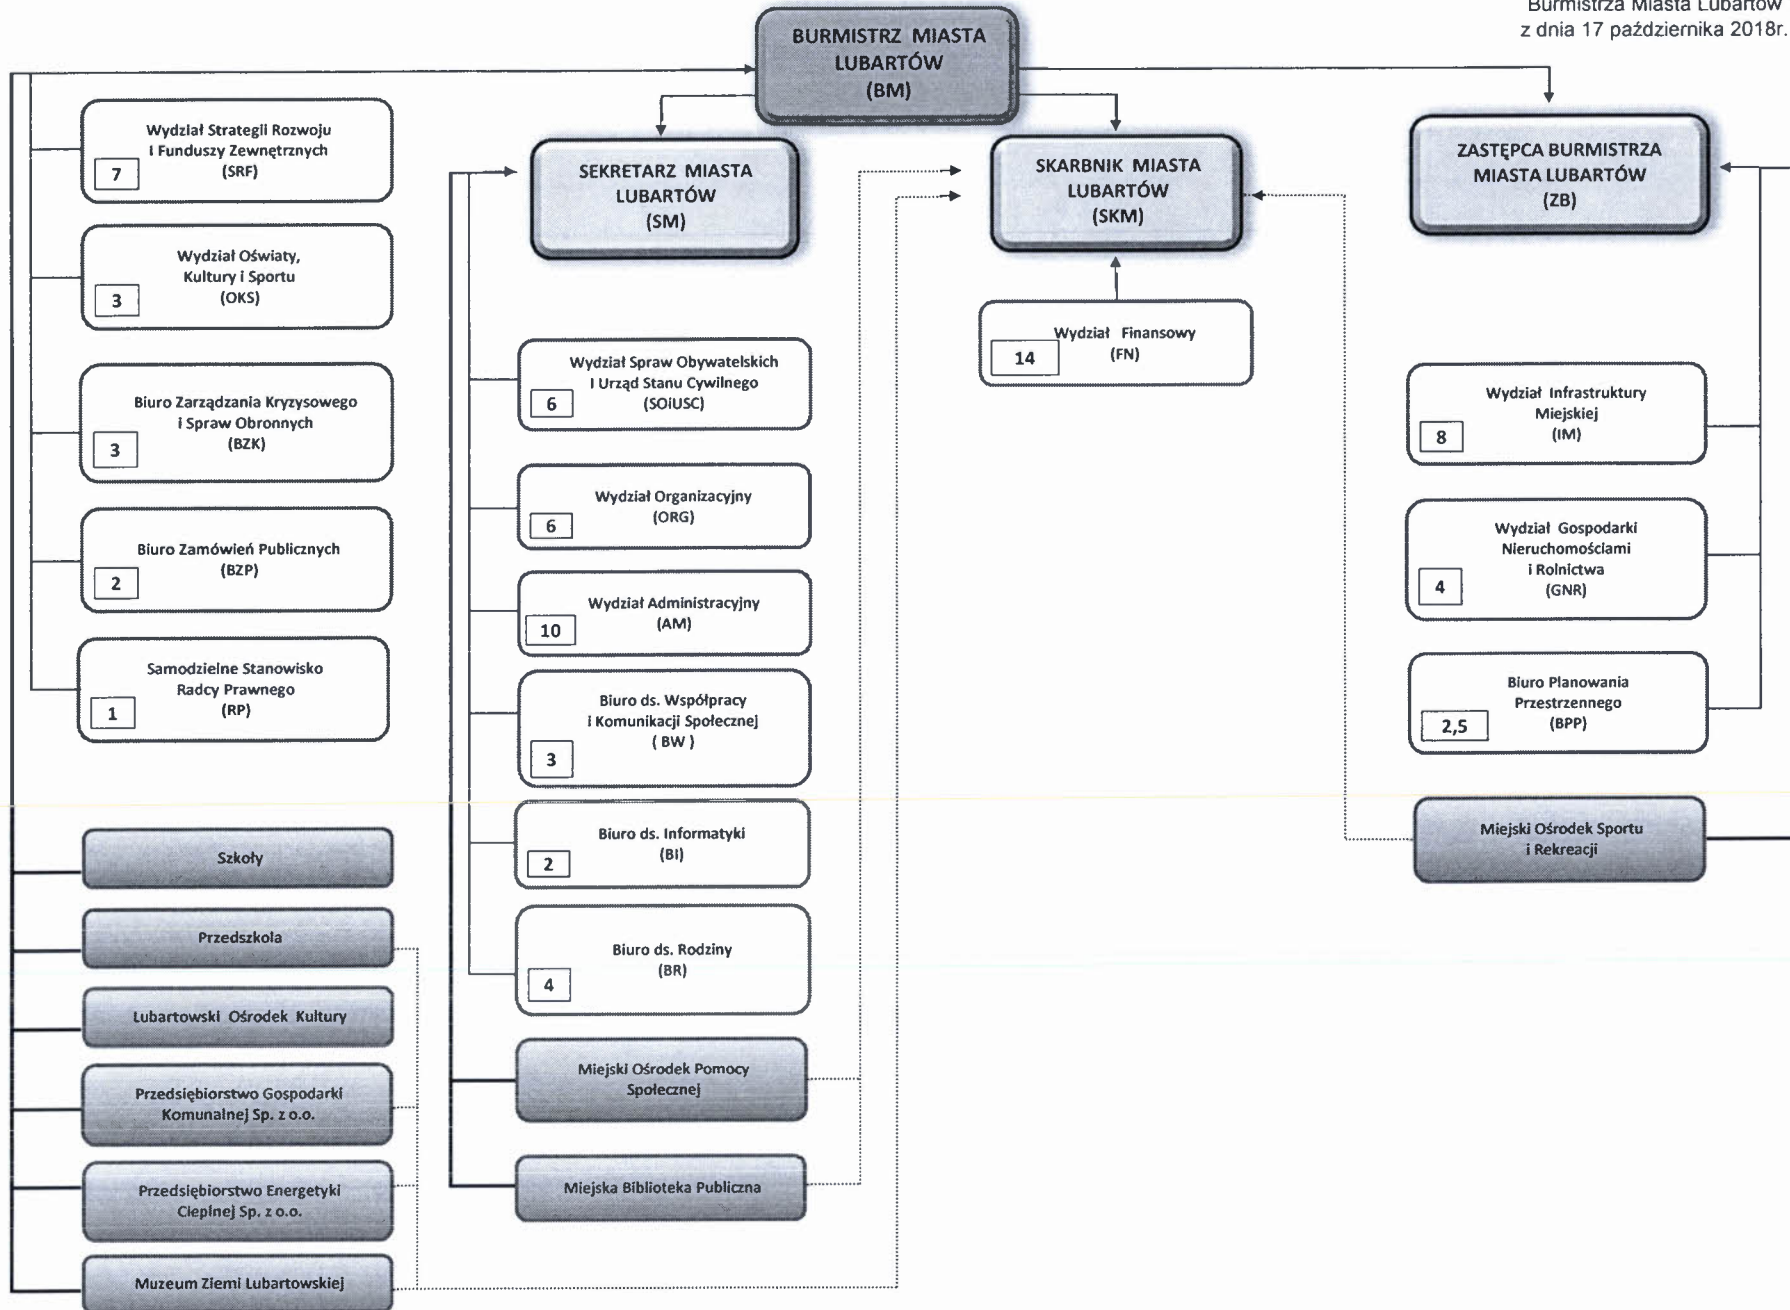 Burmistrza Miasta Lubartów
z dnia 17 października 2018r.
BURMISTRZ MIASTA
LUBARTÓW
(BM)
SEKRETARZ MIASTA
LUBARTÓW
(SM)
SKARBNIK MIASTA
LUBARTÓW
(SKM)
ZASTĘPCA BURMISTRZA
MIASTA LUBARTÓW
(ZB)
Wydział Strategii Rozwoju
I Funduszy Zewnętrznych
(SRF)
7
Wydział Oświaty,
Kultury i Sportu
(OKS)
3
Biuro Zarządzania Kryzysowego
i Spraw Obronnych
(BZK)
3
Biuro Zamówień Publicznych
(BZP)
2
Samodzielne Stanowisko
Radcy Prawnego
(RP)
1
Szkoły
Przedszkola
Lubartowski Ośrodek Kultury
Przedsiębiorstwo Gospodarki
Komunalnej Sp. z o.o.
Przedsiębiorstwo Energetyki
Cieplnej Sp. z o.o.
Muzeum Ziemi Lubartowskiej
Wydział Spraw Obywatelskich
I Urząd Stanu Cywilnego
(SOiUSC)
6
Wydział Organizacyjny
(ORG)
6
Wydział Administracyjny
(AM)
10
Biuro ds. Współpracy
i Komunikacji Społecznej
( BW )
3
Biuro ds. Informatyki
(BI)
2
Biuro ds. Rodziny
(BR)
4
Miejski Ośrodek Pomocy
Społecznej
Miejska Biblioteka Publiczna
Wydział Finansowy
(FN)
14
Wydział Infrastruktury
Miejskiej
(IM)
8
Wydział Gospodarki
Nieruchomościami
i Rolnictwa
(GNR)
4
Biuro Planowania
Przestrzennego
(BPP)
2,5
Miejski Ośrodek Sportu
i Rekreacji